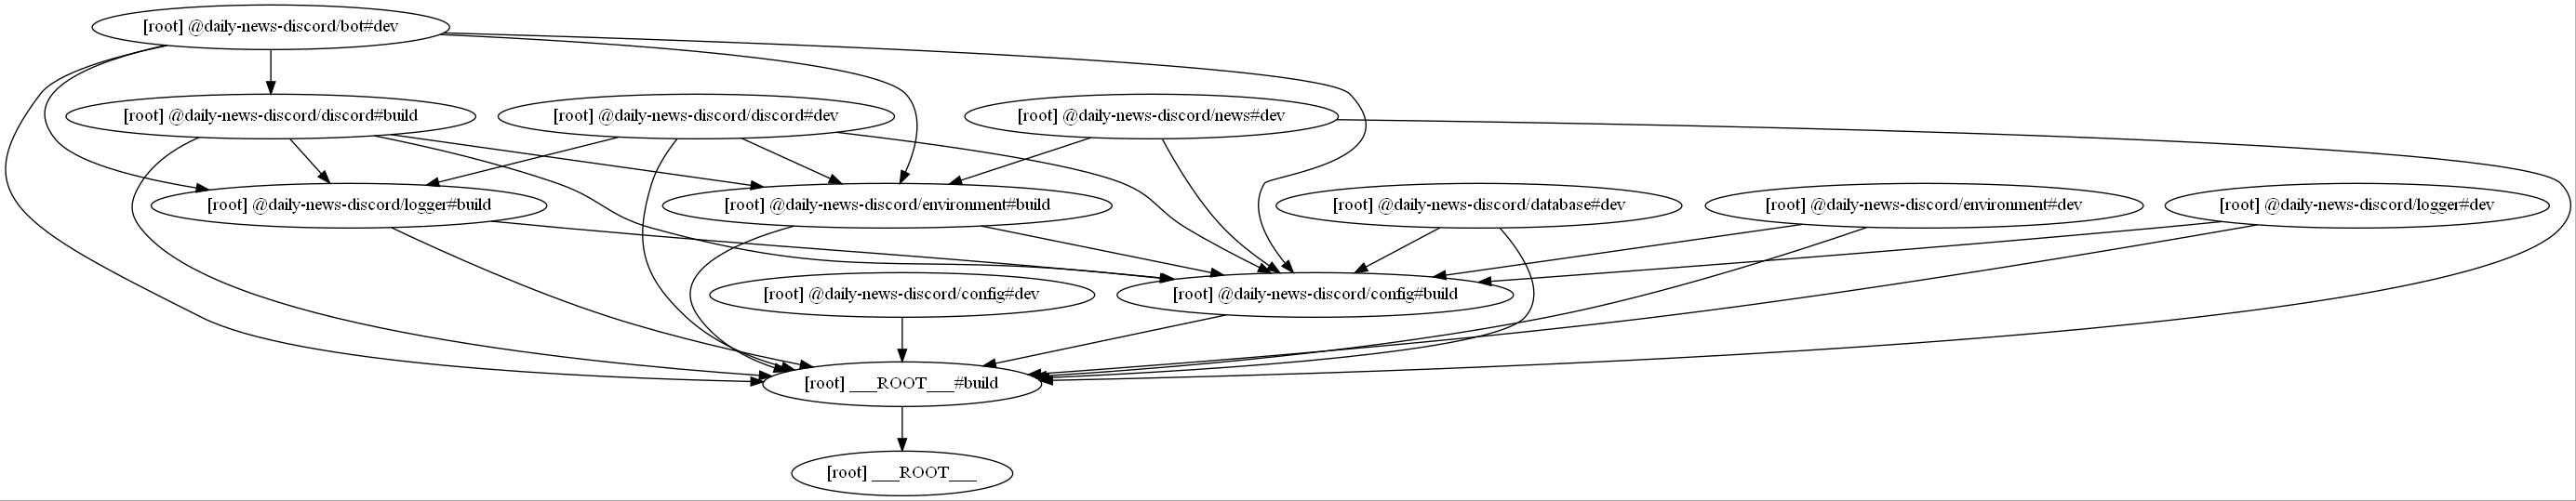 [root] @daily-news-discord/bot#dev
[root] @daily-news-discord/discord#build
[root] @daily-news-discord/discord#dev
[root] @daily-news-discord/news#dev
[root] @daily-news-discord/logger#build
[root] @daily-news-discord/environment#build
[root] @daily-news-discord/database#dev
[root] @daily-news-discord/environment#dev
[root] @daily-news-discord/logger#dev
[root] @daily-news-discord/config#dev
[root] @daily-news-discord/config#build
[root] ___ROOT___#build
[root] ___ROOT___